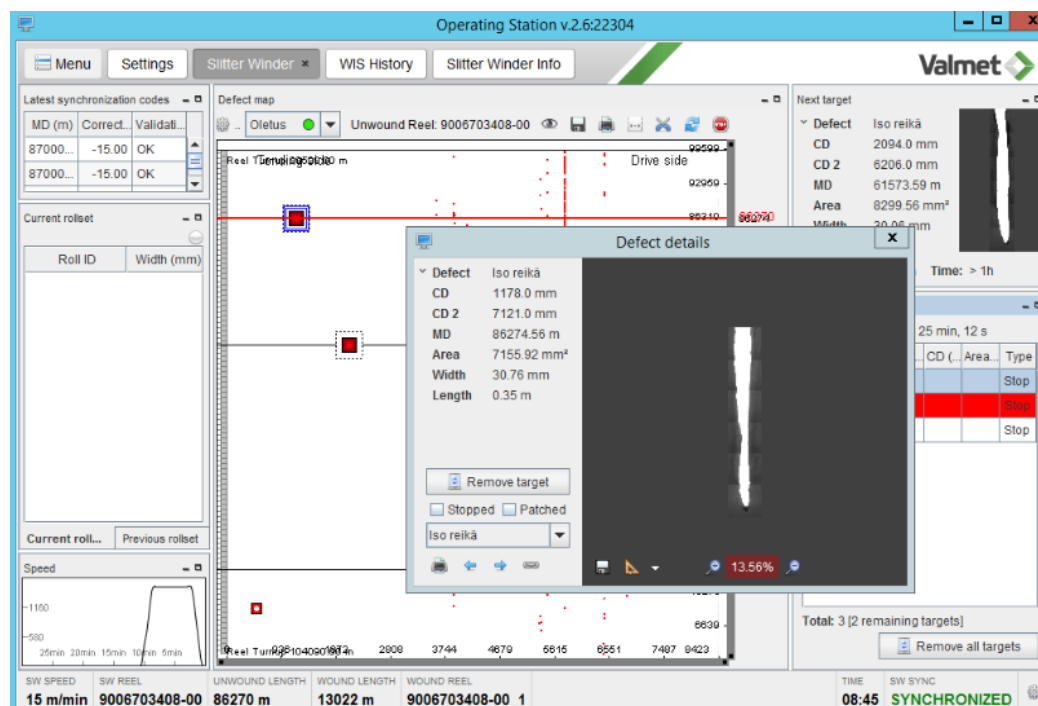 Operating Station v.2.6:22304
Menu
Settings
Slitter Winder ×
WIS History
Slitter Winder Info
Valmet
Latest synchronization codes
MD (m) Correct... Validati...
87000... -15.00 OK
87000... -15.00 OK
Current rollset
Roll ID Width (mm)
Current roll... Previous rollset
Speed
1160
580
25min 20min 15min 10min 5min
Defect map
Oletus
Unwound Reel: 9006703408-00
Drive side
99599
92959
86310
86270
6639
936 1872 2808 3744 4679 5615 6551 7487 8423
Next target
Defect Iso reikä
CD 2094.0 mm
CD 2 6206.0 mm
MD 61573.59 m
Area 8299.56 mm²
Width 30.06 mm
Time: > 1h
25 min, 12 s
CD (... Area... Type
Stop
Stop
Stop
Total: 3 [2 remaining targets]
Remove all targets
Defect details
Defect Iso reikä
CD 1178.0 mm
CD 2 7121.0 mm
MD 86274.56 m
Area 7155.92 mm²
Width 30.76 mm
Length 0.35 m
Remove target
Stopped Patched
Iso reikä
13.56%
SW SPEED SW REEL UNWOUND LENGTH WOUND LENGTH WOUND REEL TIME SW SYNC
15 m/min 9006703408-00 86270 m 13022 m 9006703408-00 1 08:45 SYNCHRONIZED